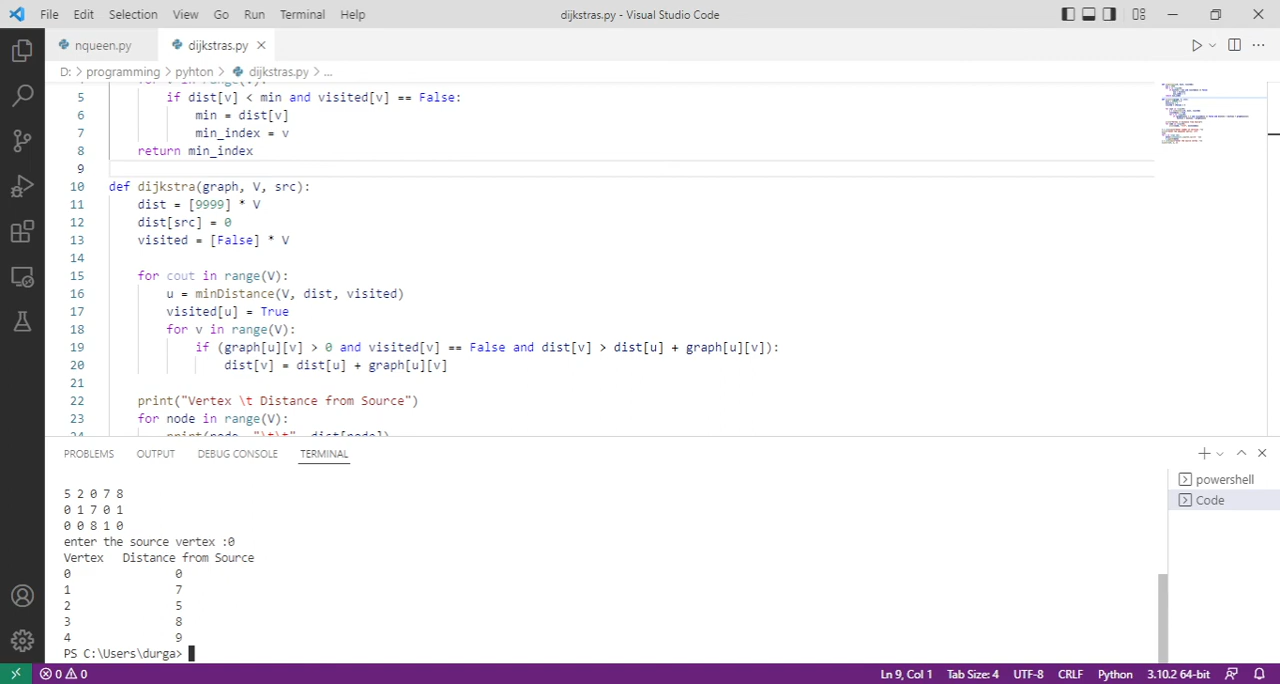 File Edit Selection View Go Run Terminal Help dijkstras.py - Visual Studio Code
nqueen.py dijkstras.py
D: > programming > pyhton > dijkstras.py > ...
5 if dist[v] < min and visited[v] == False:
6 min = dist[v]
7 min_index = v
8 return min_index
9
10 def dijkstra(graph, V, src):
11 dist = [9999] * V
12 dist[src] = 0
13 visited = [False] * V
14
15 for cout in range(V):
16 u = minDistance(V, dist, visited)
17 visited[u] = True
18 for v in range(V):
19 if (graph[u][v] > 0 and visited[v] == False and dist[v] > dist[u] + graph[u][v]):
20 dist[v] = dist[u] + graph[u][v]
21
22 print("Vertex \t Distance from Source")
23 for node in range(V):
PROBLEMS OUTPUT DEBUG CONSOLE TERMINAL
powershell
Code
5 2 0 7 8
0 1 7 0 1
0 0 8 1 0
enter the source vertex :0
Vertex Distance from Source
0 0
1 7
2 5
3 8
4 9
PS C:\Users\durga>
0 0 Ln 9, Col 1 Tab Size: 4 UTF-8 CRLF Python 3.10.2 64-bit